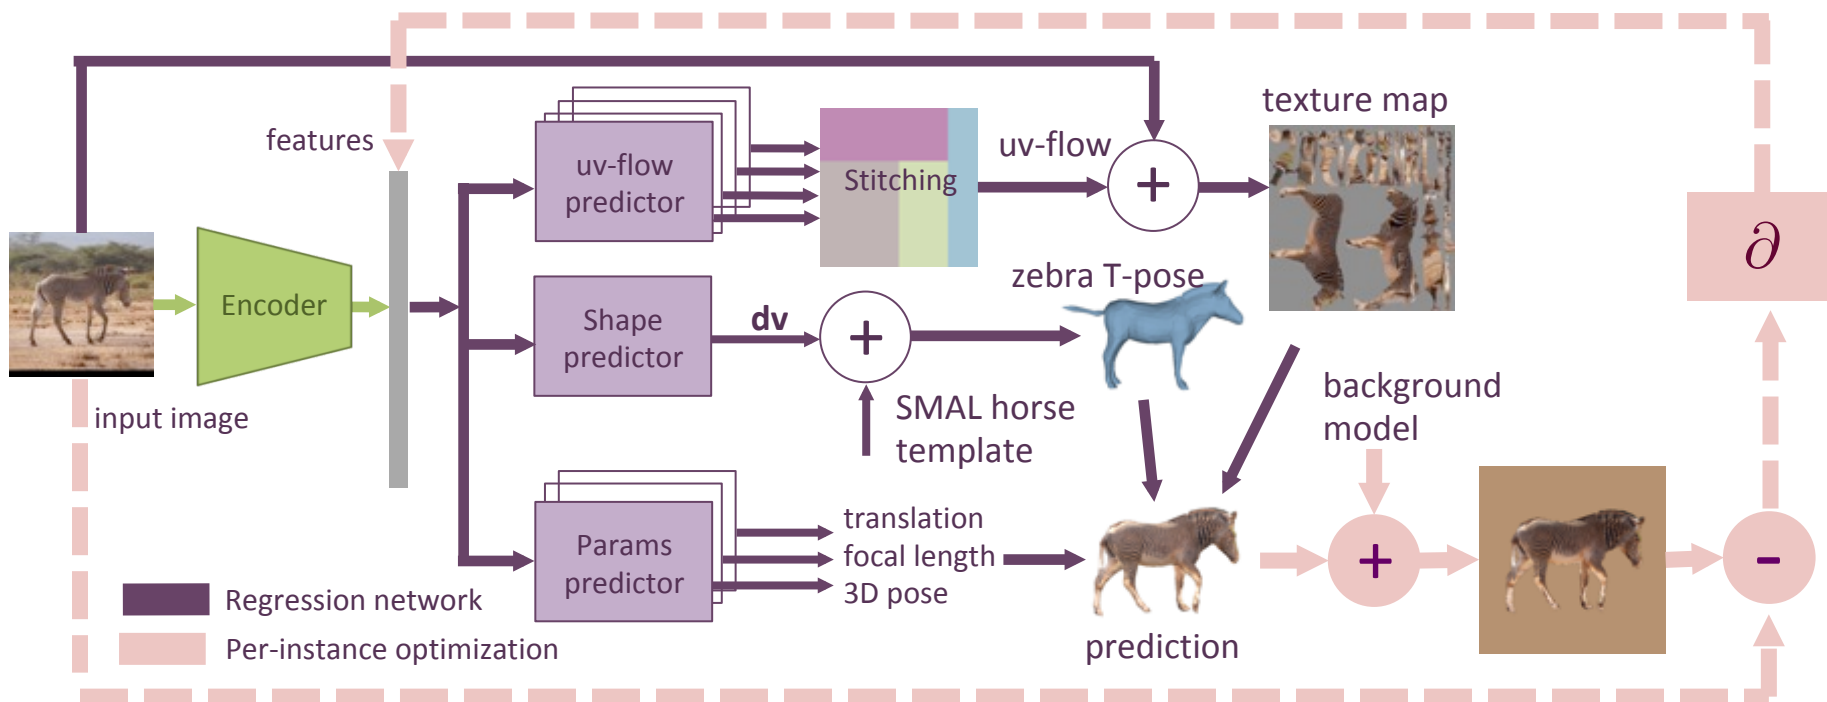 texture map
features
uv-flow
predictor
Stitching
uv-flow
+
∂
zebra T-pose
Encoder
Shape
predictor
dv
+
input image
SMAL horse
template
background
model
Params
predictor
translation
focal length
3D pose
+
-
Regression network
Per-instance optimization
prediction